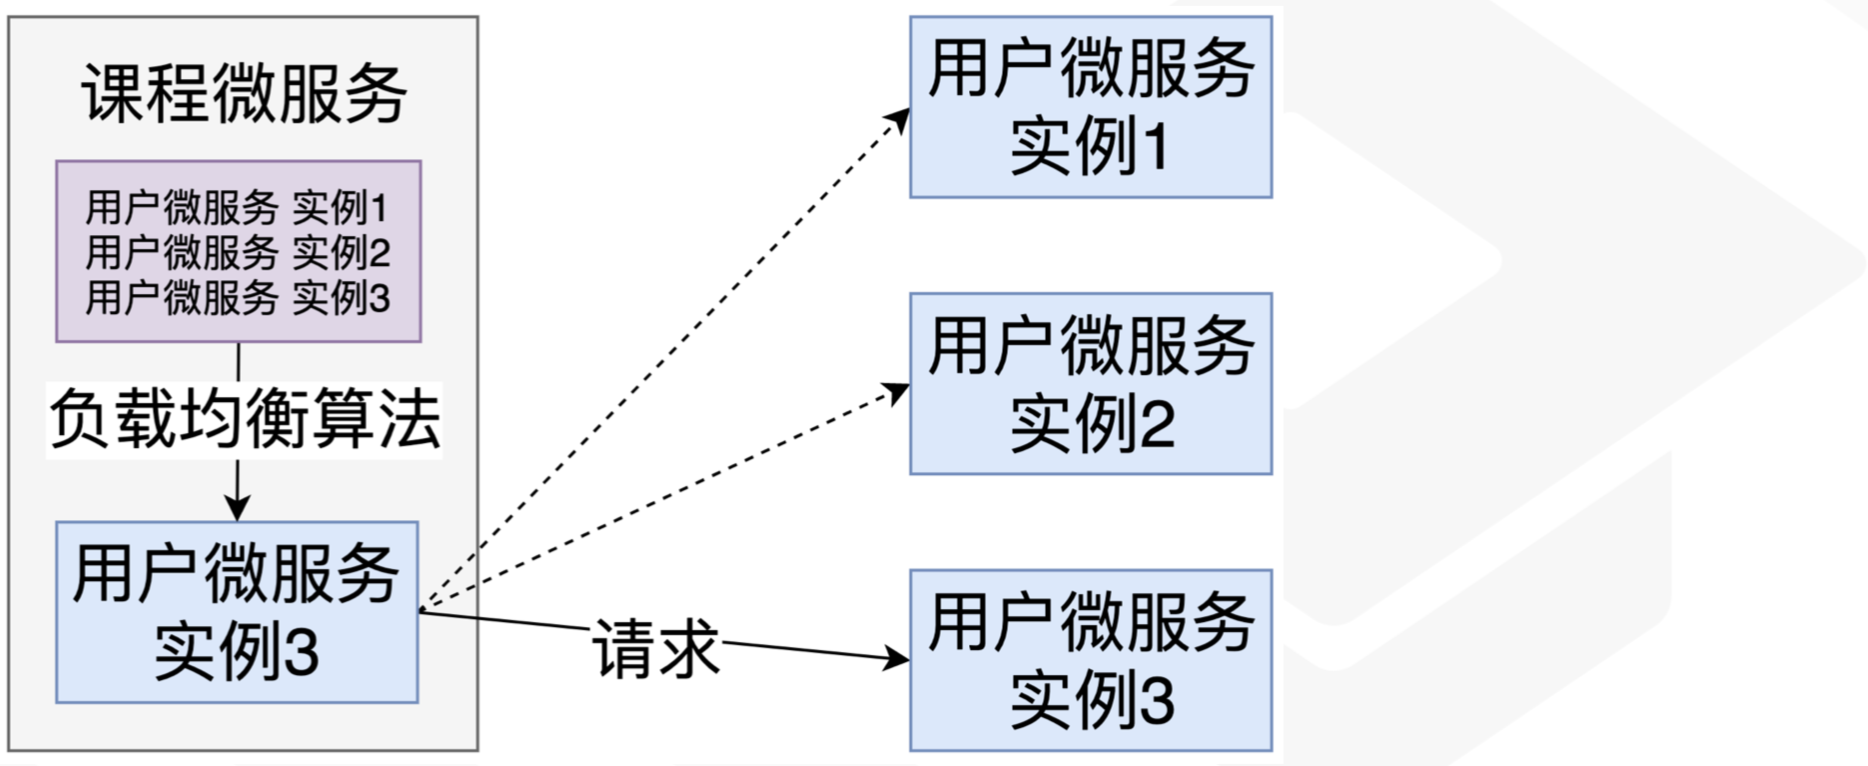 课程微服务
用户微服务 实例1
用户微服务 实例2
用户微服务 实例3
负载均衡算法
用户微服务
实例3
请求
用户微服务
实例1
用户微服务
实例2
用户微服务
实例3